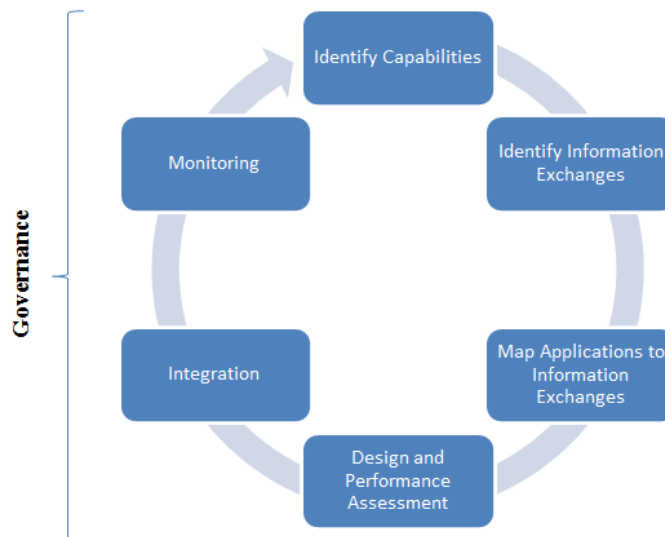 Identify Capabilities
Identify Information
Exchanges
Map Applications to
Information
Exchanges
Design and
Performance
Assessment
Integration
Monitoring
Governance